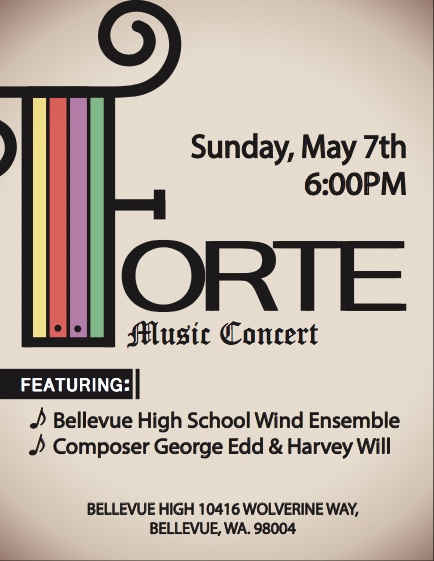 Sunday, May 7th
6:00PM
FORTE
Music Concert
FEATURING:
Bellevue High School Wind Ensemble
Composer George Edd & Harvey Will
BELLEVUE HIGH 10416 WOLVERINE WAY,
BELLEVUE, WA. 98004